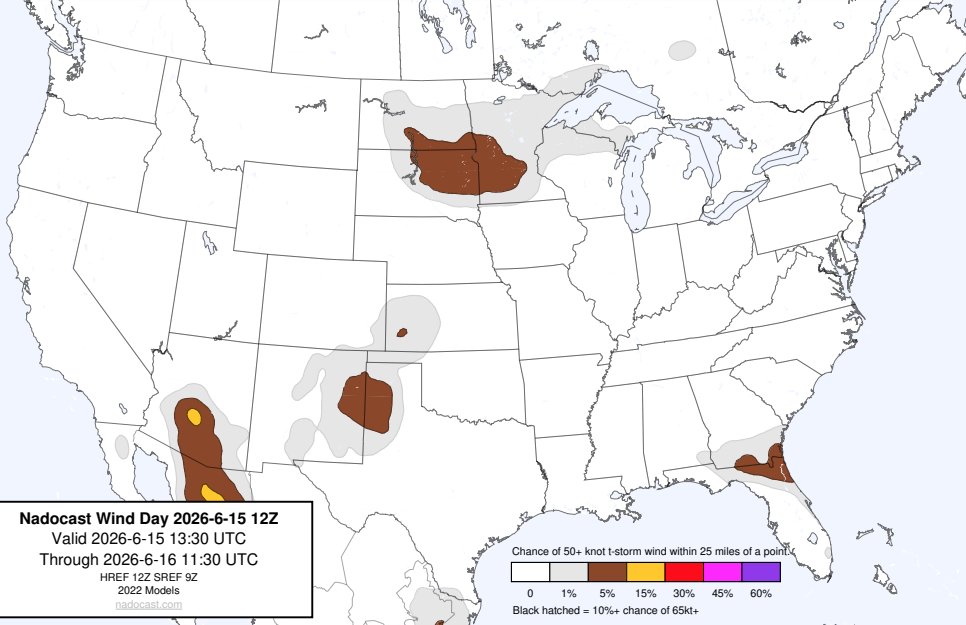 Nadocast Wind Day 2026-6-15 12Z
Valid 2026-6-15 13:30 UTC
Through 2026-6-16 11:30 UTC
HREF 12Z SREF 9Z
2022 Models
nadocast.com
Chance of 50+ knot t-storm wind within 25 miles of a point.
0 1% 5% 15% 30% 45% 60%
Black hatched = 10%+ chance of 65kt+